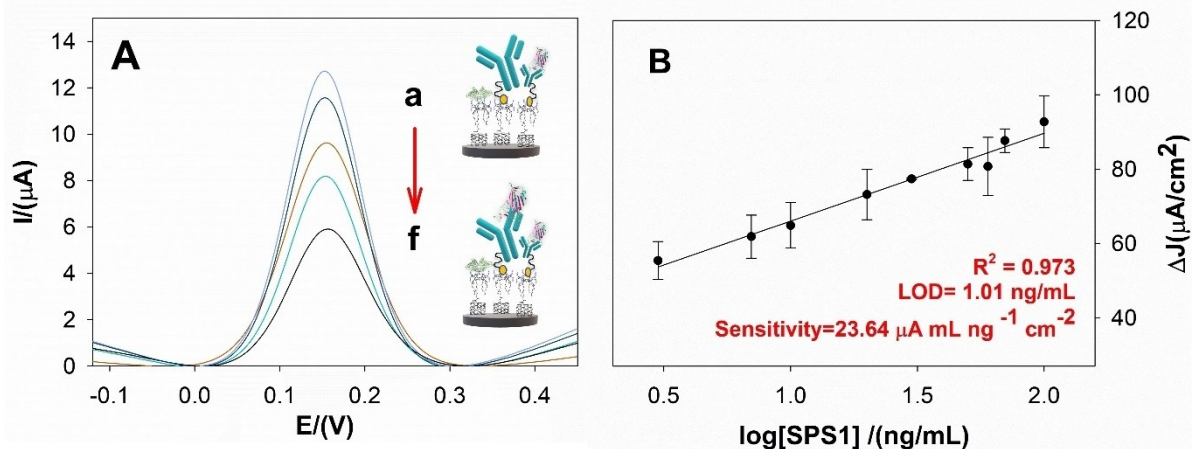 A
14
12
10
8
6
4
2
0
I/(μA)
-0.1
0.0
0.1
0.2
0.3
0.4
E/(V)
a
f
B
120
100
80
60
40
ΔJ(μA/cm²)
R² = 0.973
LOD= 1.01 ng/mL
Sensitivity=23.64 μA mL ng ⁻¹ cm⁻²
0.5
1.0
1.5
2.0
log[SPS1] /(ng/mL)